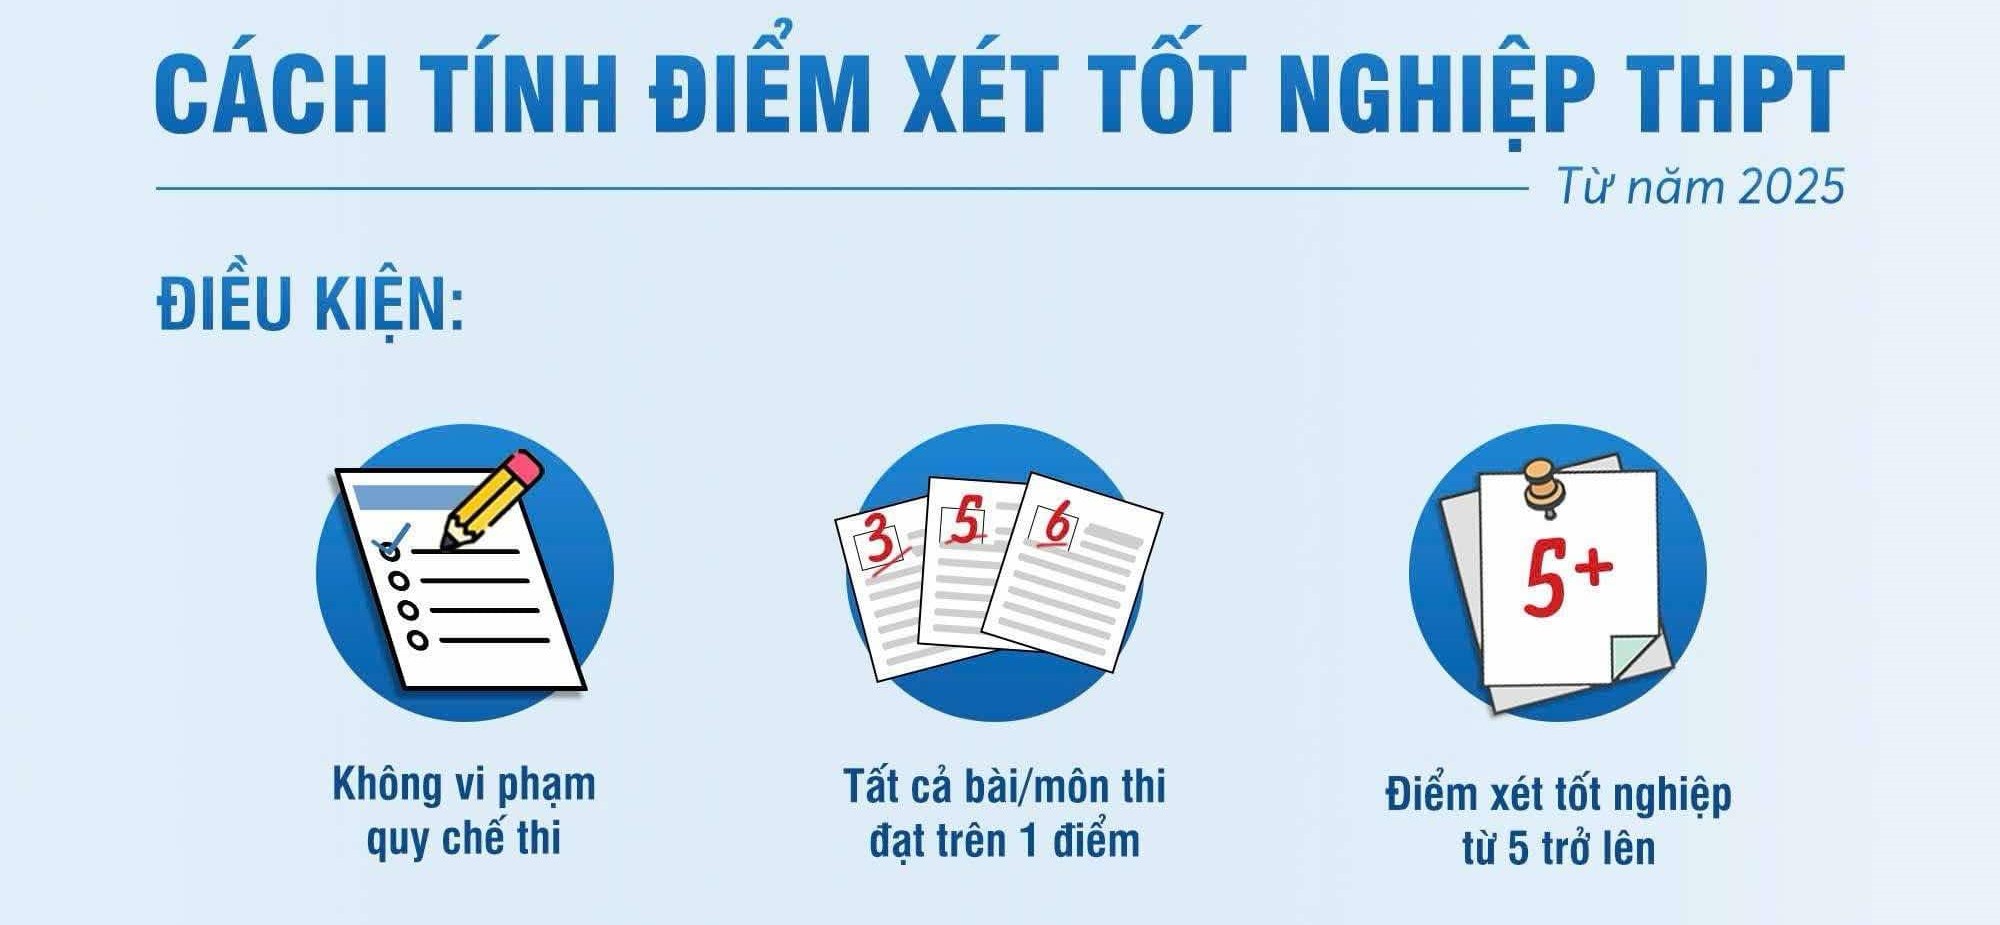 CÁCH TÍNH ĐIỂM XÉT TỐT NGHIỆP THPT
Từ năm 2025
ĐIỀU KIỆN:
3
5
6
5+
Không vi phạm
quy chế thi
Tất cả bài/môn thi
đạt trên 1 điểm
Điểm xét tốt nghiệp
từ 5 trở lên